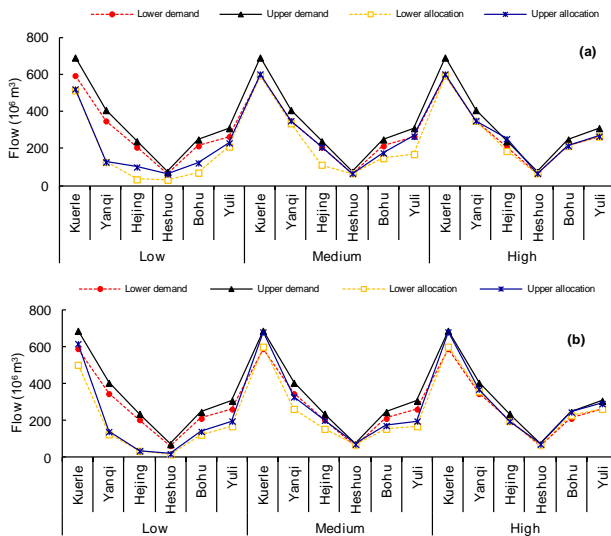 Lower demand Upper demand Lower allocation Upper allocation
(a)
Flow (10⁶ m³)
800
600
400
200
0
Kuerle Yanqi Hejing Heshuo Bohu Yuli Kuerle Yanqi Hejing Heshuo Bohu Yuli Kuerle Yanqi Hejing Heshuo Bohu Yuli
Low Medium High
Lower demand Upper demand Lower allocation Upper allocation
(b)
Flow (10⁶ m³)
800
600
400
200
0
Kuerle Yanqi Hejing Heshuo Bohu Yuli Kuerle Yanqi Hejing Heshuo Bohu Yuli Kuerle Yanqi Hejing Heshuo Bohu Yuli
Low Medium High